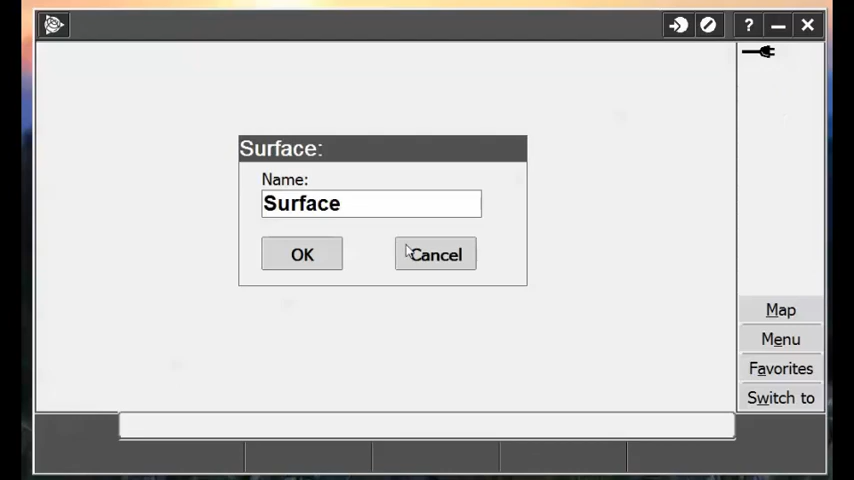 ?
Surface:
Name:
Surface
OK
Cancel
Map
Menu
Favorites
Switch to